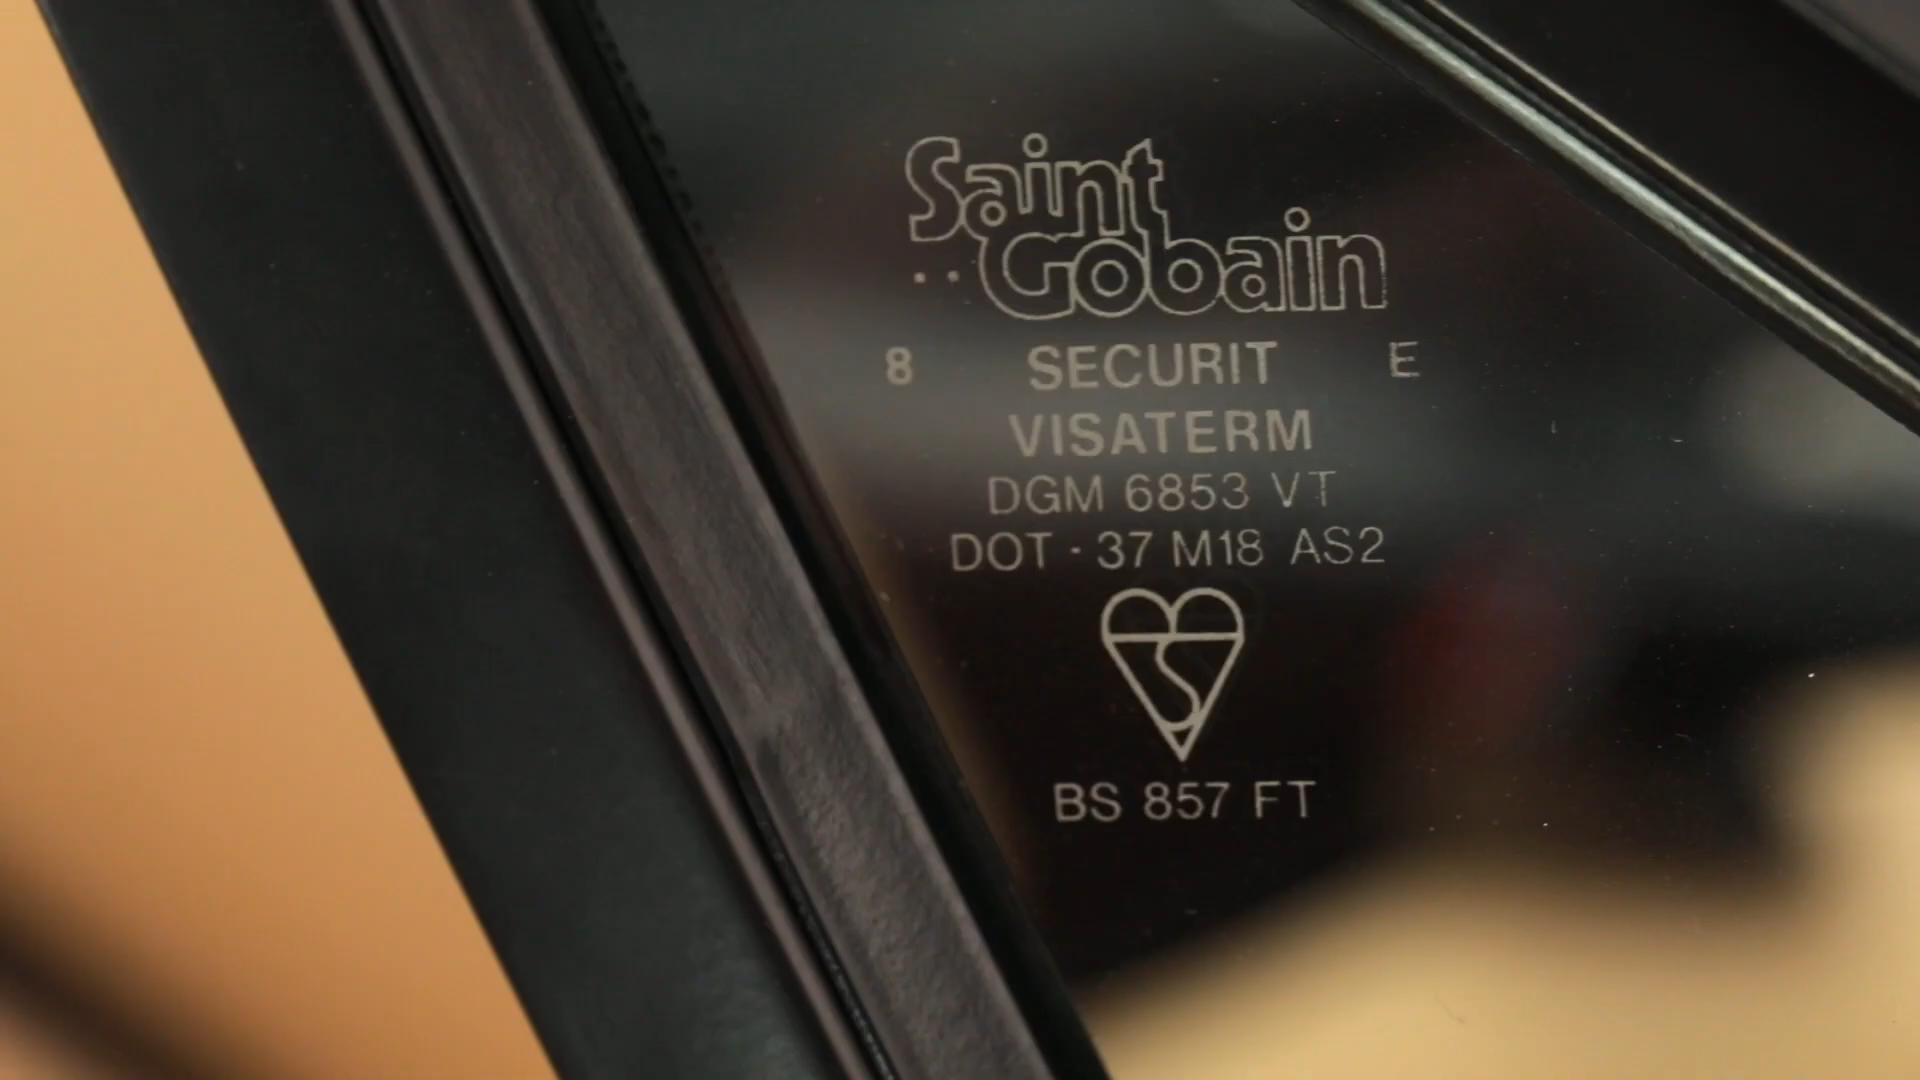 Saint
Gobain
8 SECURIT E
VISATERM
DGM 6853 VT
DOT · 37 M18 AS2
BS 857 FT